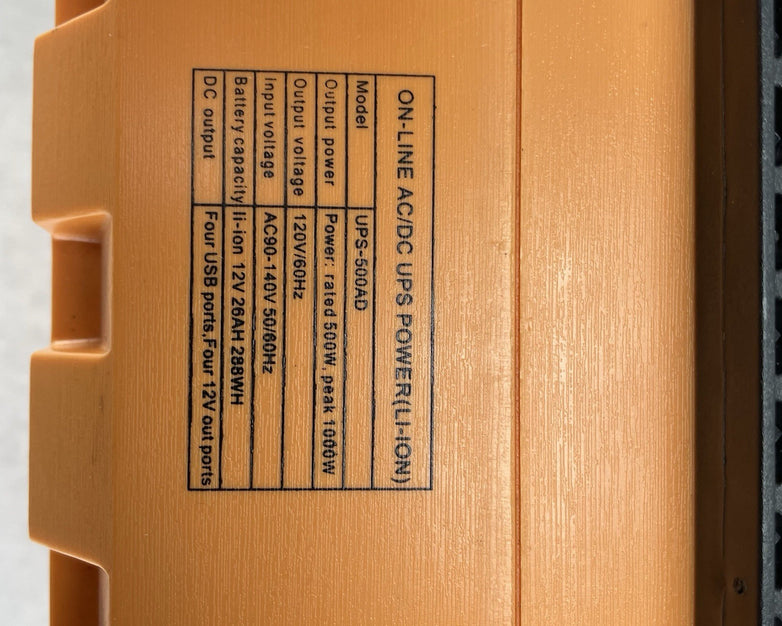 ON-LINE AC/DC UPS POWER(LI-ION)
Model UPS-500AD
Output power Power: rated 500W, peak 1000W
Output voltage 120V/60Hz
Input voltage AC90-140V 50/60Hz
Battery capacity li-ion 12V 26AH 288WH
DC output Four USB ports,Four 12V out ports